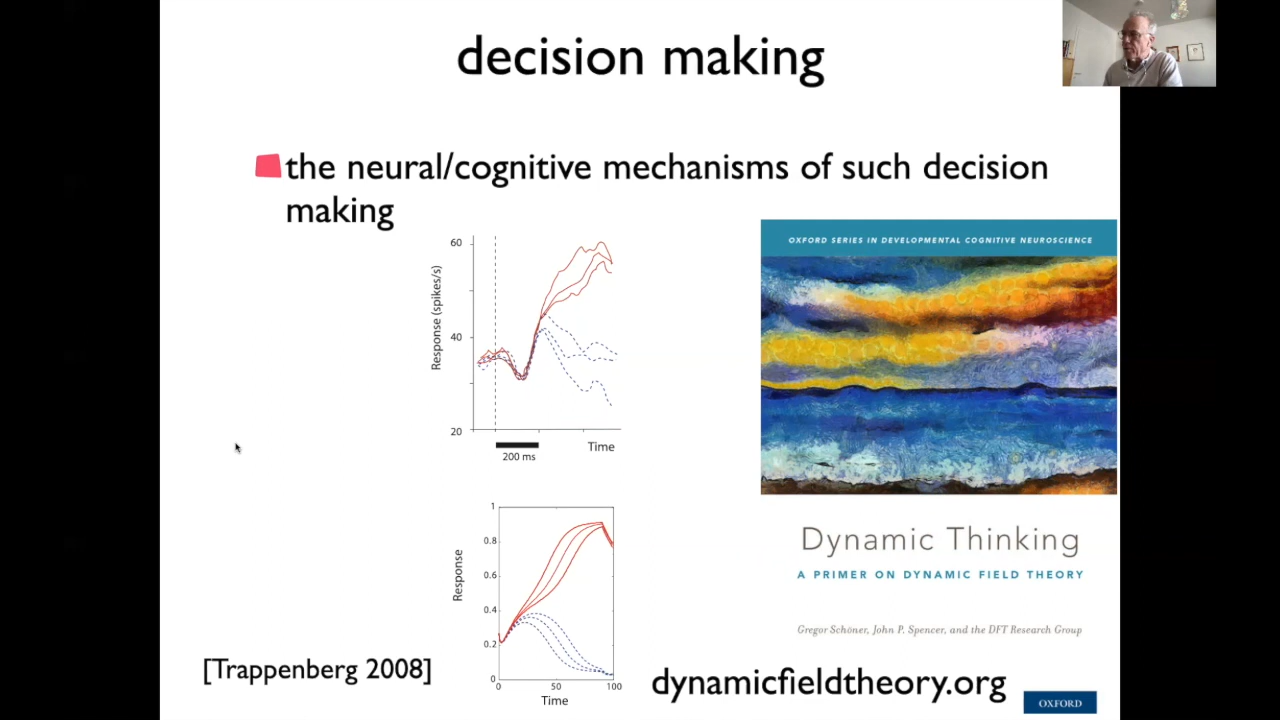 decision making
the neural/cognitive mechanisms of such decision
making
60
40
20
Response (spikes/s)
200 ms
Time
1
0.8
0.6
0.4
0.2
0
Response
0
50
100
Time
[Trappenberg 2008]
OXFORD SERIES IN DEVELOPMENTAL COGNITIVE NEUROSCIENCE
Dynamic Thinking
A PRIMER ON DYNAMIC FIELD THEORY
Gregor Schöner, John P. Spencer, and the DFT Research Group
dynamicfieldtheory.org
OXFORD